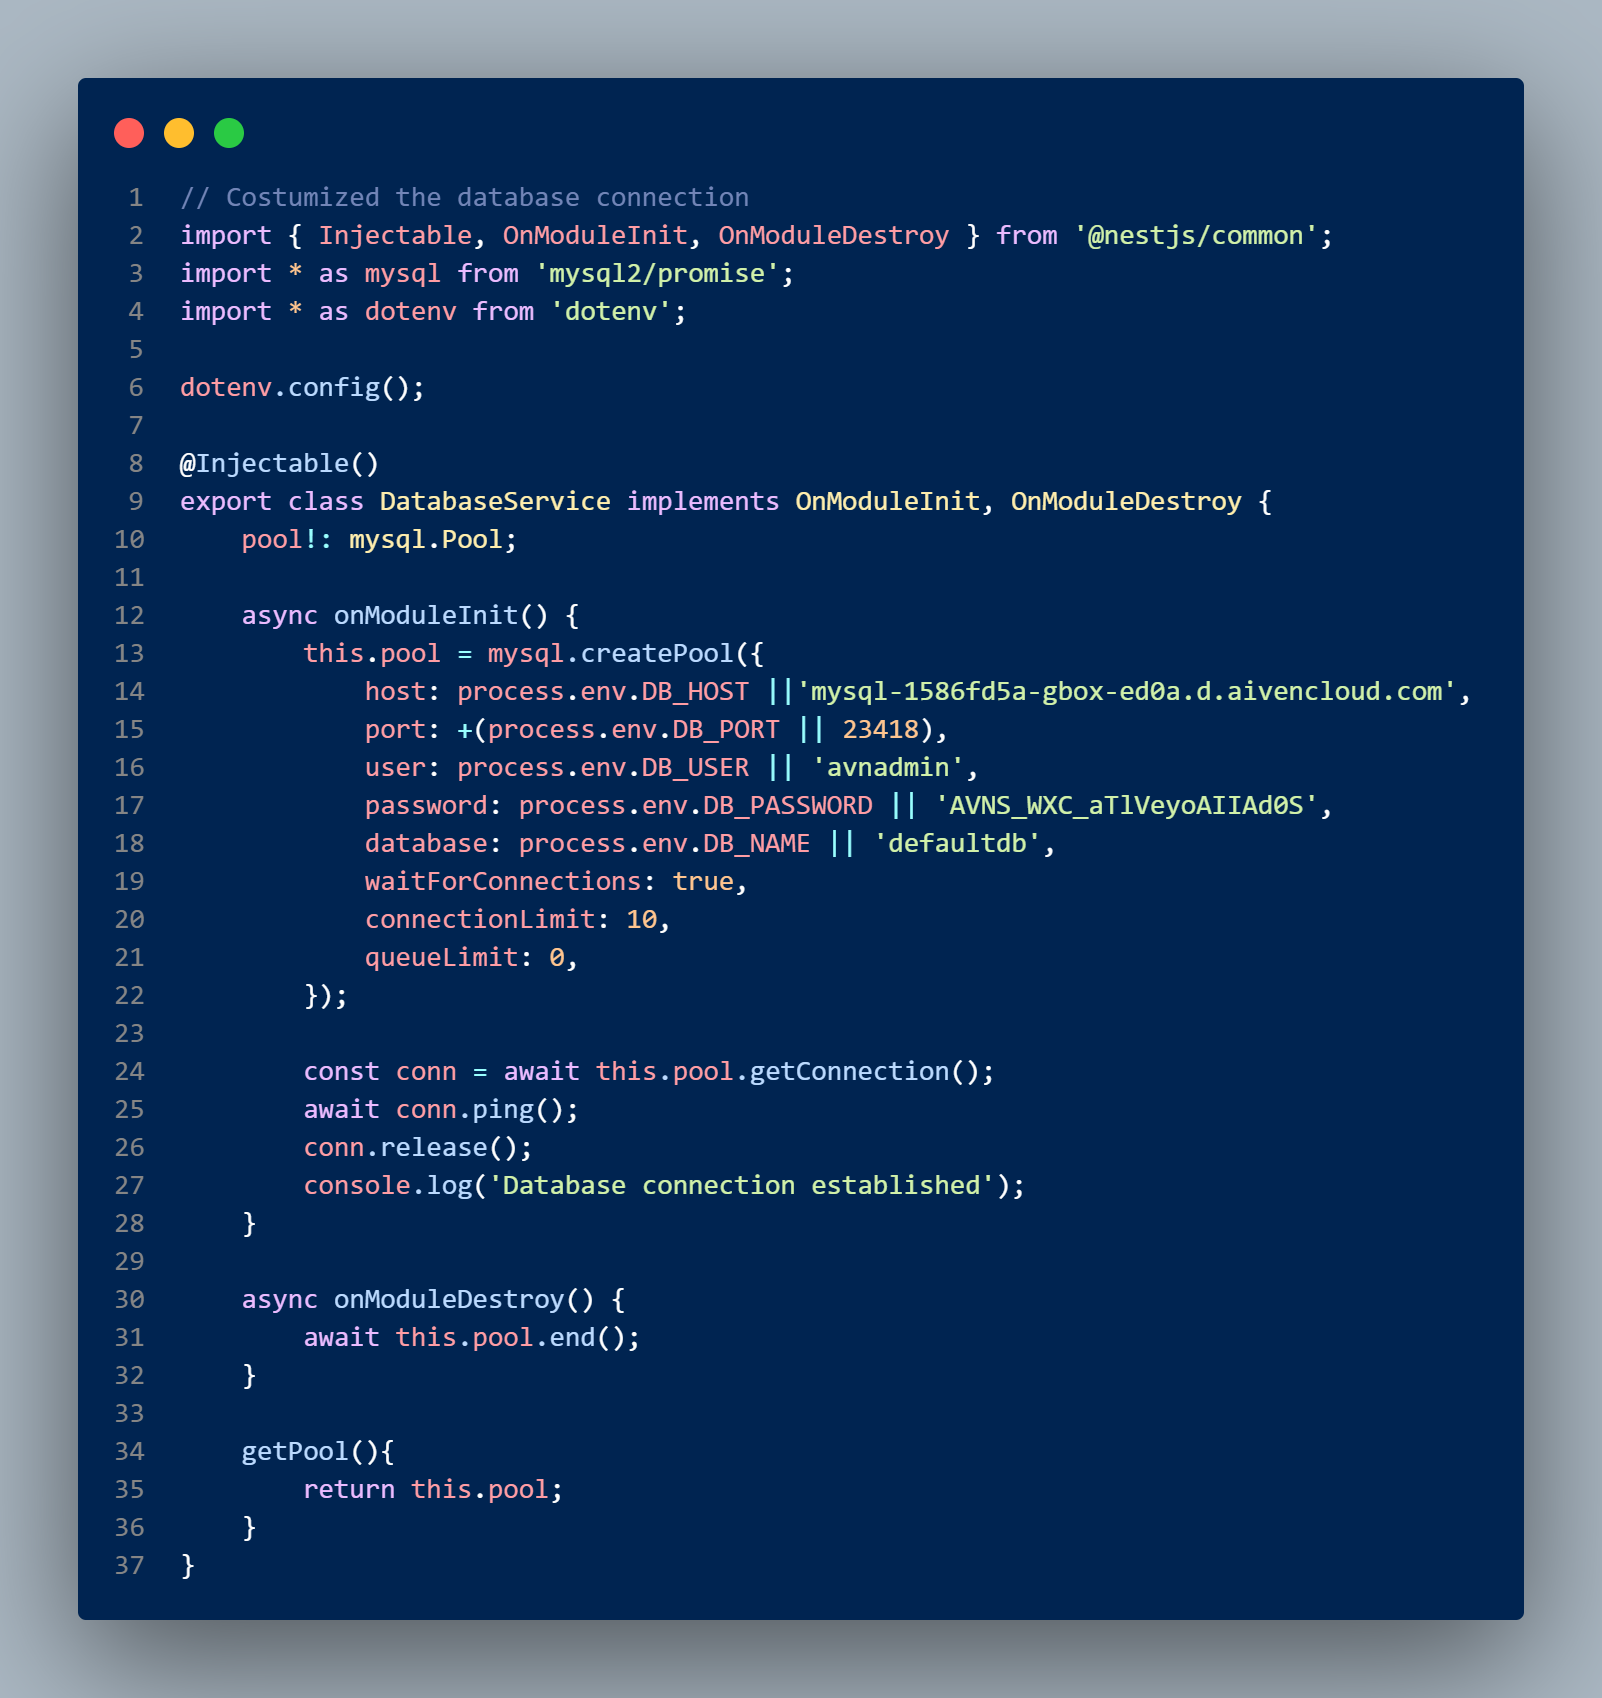 1 // Costumized the database connection
2 import { Injectable, OnModuleInit, OnModuleDestroy } from '@nestjs/common';
3 import * as mysql from 'mysql2/promise';
4 import * as dotenv from 'dotenv';
5
6 dotenv.config();
7
8 @Injectable()
9 export class DatabaseService implements OnModuleInit, OnModuleDestroy {
10     pool!: mysql.Pool;
11
12     async onModuleInit() {
13         this.pool = mysql.createPool({
14             host: process.env.DB_HOST ||'mysql-1586fd5a-gbox-ed0a.d.aivencloud.com',
15             port: +(process.env.DB_PORT || 23418),
16             user: process.env.DB_USER || 'avnadmin',
17             password: process.env.DB_PASSWORD || 'AVNS_WXC_aTlVeyoAIIAd0S',
18             database: process.env.DB_NAME || 'defaultdb',
19             waitForConnections: true,
20             connectionLimit: 10,
21             queueLimit: 0,
22         });
23
24         const conn = await this.pool.getConnection();
25         await conn.ping();
26         conn.release();
27         console.log('Database connection established');
28     }
29
30     async onModuleDestroy() {
31         await this.pool.end();
32     }
33
34     getPool(){
35         return this.pool;
36     }
37 }